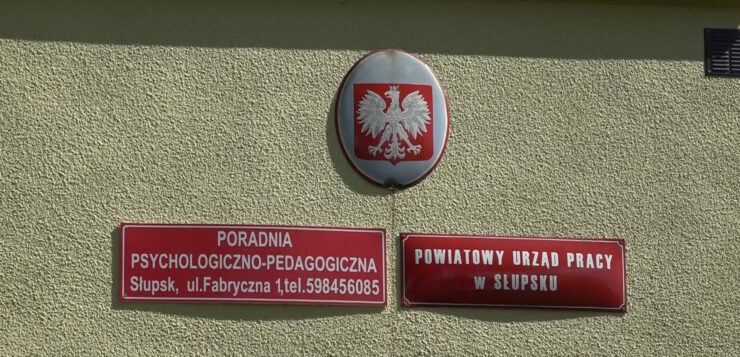 PORADNIA
PSYCHOLOGICZNO-PEDAGOGICZNA
Słupsk, ul.Fabryczna 1,tel.598456085
POWIATOWY URZĄD PRACY
W SŁUPSKU